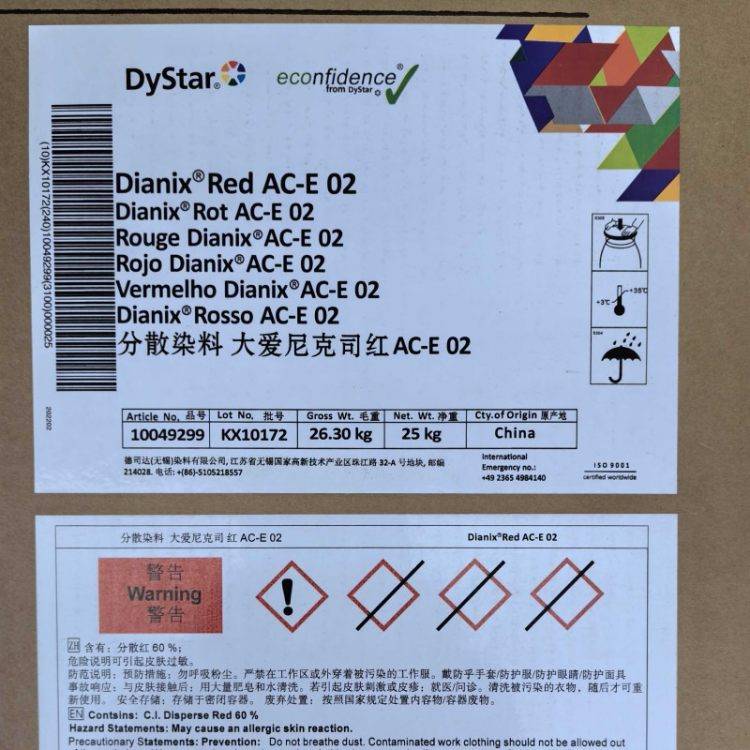 DyStar®
econfidence®
from DyStar
Dianix® Red AC-E 02
Dianix® Rot AC-E 02
Rouge Dianix® AC-E 02
Rojo Dianix® AC-E 02
Vermelho Dianix® AC-E 02
Dianix® Rosso AC-E 02
分散染料 大爱尼克司红 AC-E 02
(10)KX10172(240)10049299(3100)000025
202202
+3°C +35°C
Article No. 品号 Lot No. 批号 Gross Wt. 毛重 Net. Wt. 净重 Cty.of Origin 原产地
10049299 KX10172 26.30 kg 25 kg China
德司达(无锡)染料有限公司, 江苏省无锡国家高新技术产业区珠江路 32-A 号地块, 邮编
214028. 电话: +(86)-5105218557
International
Emergency no.:
+49 2365 4984140
ISO 9001
certified worldwide
分散染料 大爱尼克司红 AC-E 02 Dianix® Red AC-E 02
警告
Warning
警告
ZH 含有: 分散红 60 %;
危险说明可引起皮肤过敏。
防范说明: 预防措施: 勿呼吸粉尘。严禁在工作区或外穿着被污染的工作服。戴防乎手套/防护服/防护眼睛/防护面具
事故响应: 与皮肤接触后: 用大量肥皂和水清洗。若引起皮肤刺激或皮疹: 就医/问诊。清洗被污染的衣物, 随后才可重
新使用。 安全存储: 存储于密闭容器。 废弃处置: 按照国家规定处置内容物/容器废物。
EN Contains: C.I. Disperse Red 60 %
Hazard Statements: May cause an allergic skin reaction.
Precautionary Statements: Prevention: Do not breathe dust. Contaminated work clothing should not be allowed out